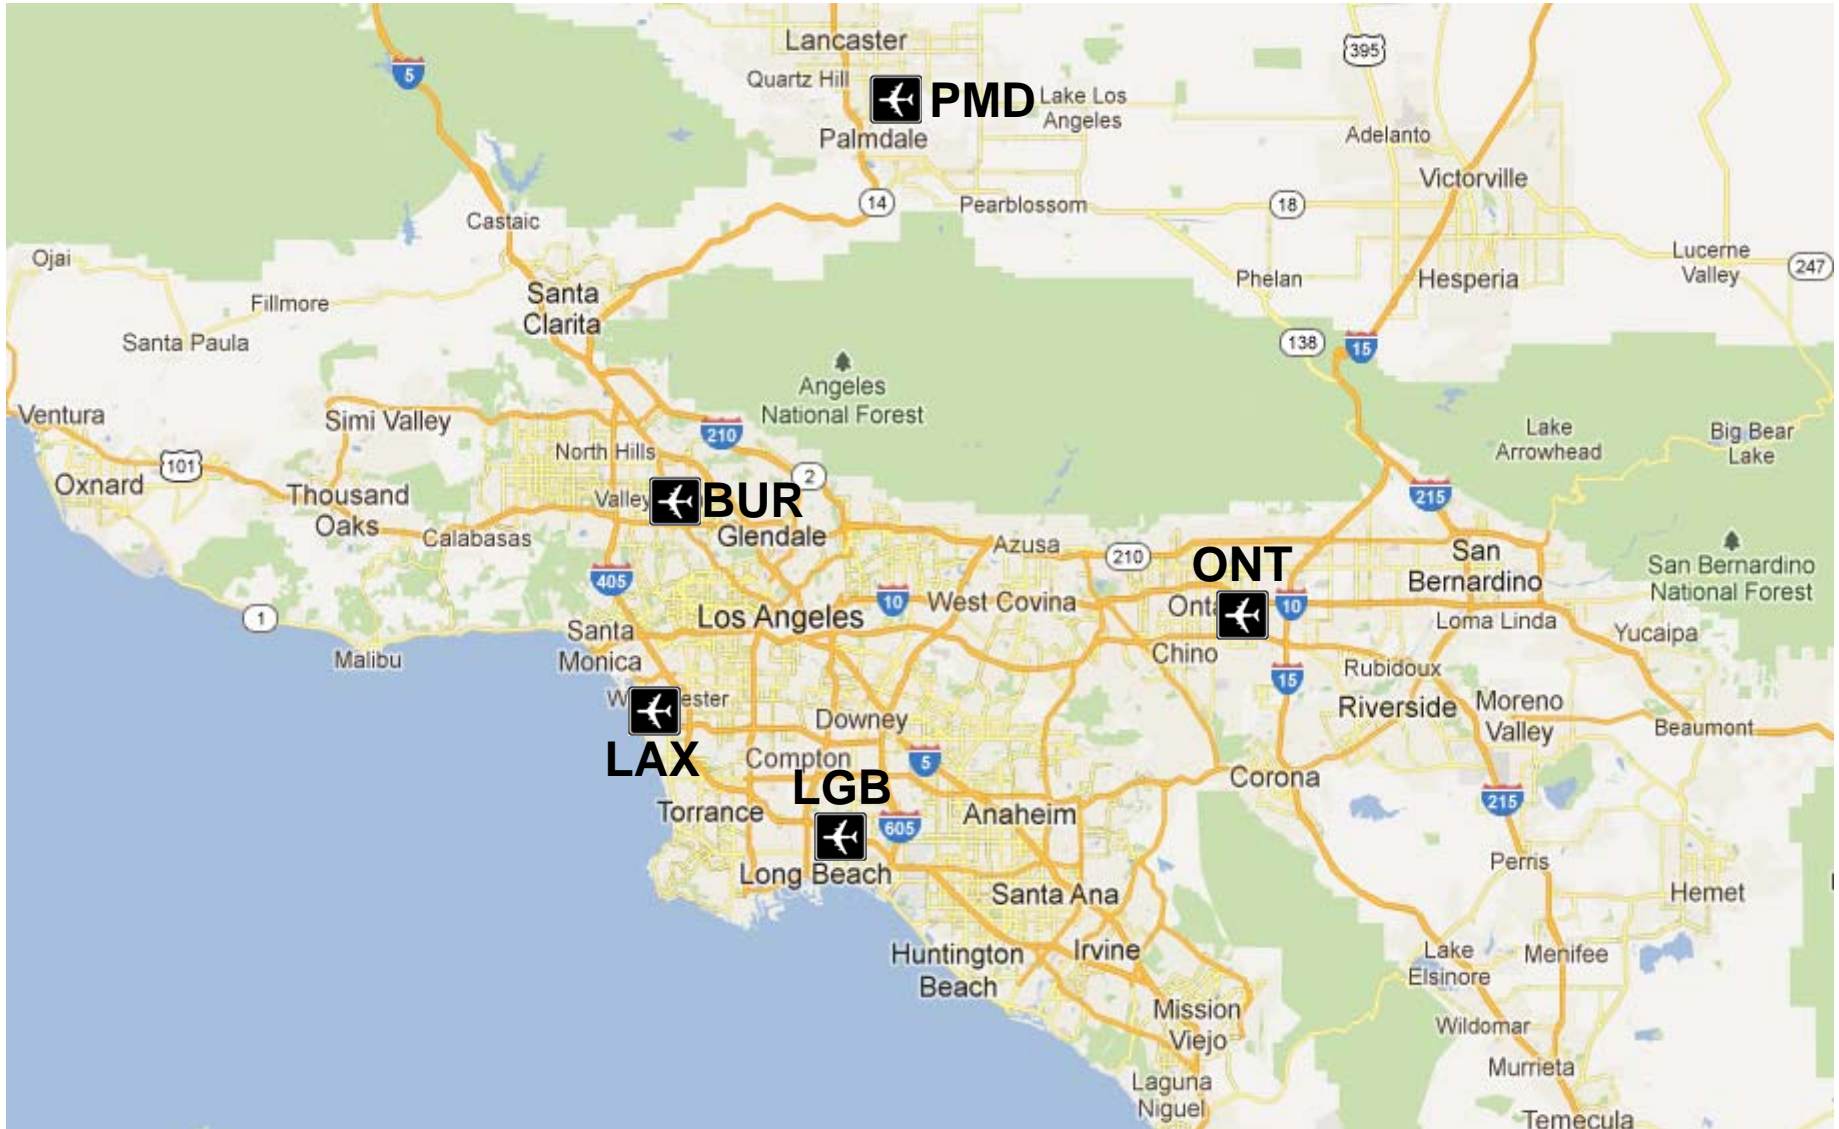 Lancaster
395
Quartz Hill
5
PMD
Lake Los
Angeles
Palmdale
Adelanto
Victorville
14
Pearblossom
18
Castaic
Ojai
Lucerne
Valley
247
Phelan
Hesperia
Santa
Clarita
Fillmore
Santa Paula
138
15
Angeles
National Forest
Ventura
Simi Valley
210
Lake
Arrowhead
Big Bear
Lake
North Hills
101
2
Oxnard
Thousand
Oaks
Valley
BUR
215
Glendale
Calabasas
Azusa
210
ONT
San
Bernardino
San Bernardino
National Forest
405
10
West Covina
10
Los Angeles
Loma Linda
1
Santa
Monica
Yucaipa
Malibu
Chino
Rubidoux
15
Riverside
Moreno
Valley
Downey
Beaumont
LAX
Compton
5
LGB
Corona
215
Torrance
Anaheim
605
Long Beach
Perris
Santa Ana
Hemet
Huntington
Beach
Irvine
Lake
Elsinore
Menifee
Mission
Viejo
Wildomar
Murrieta
Laguna
Niguel
Temecula